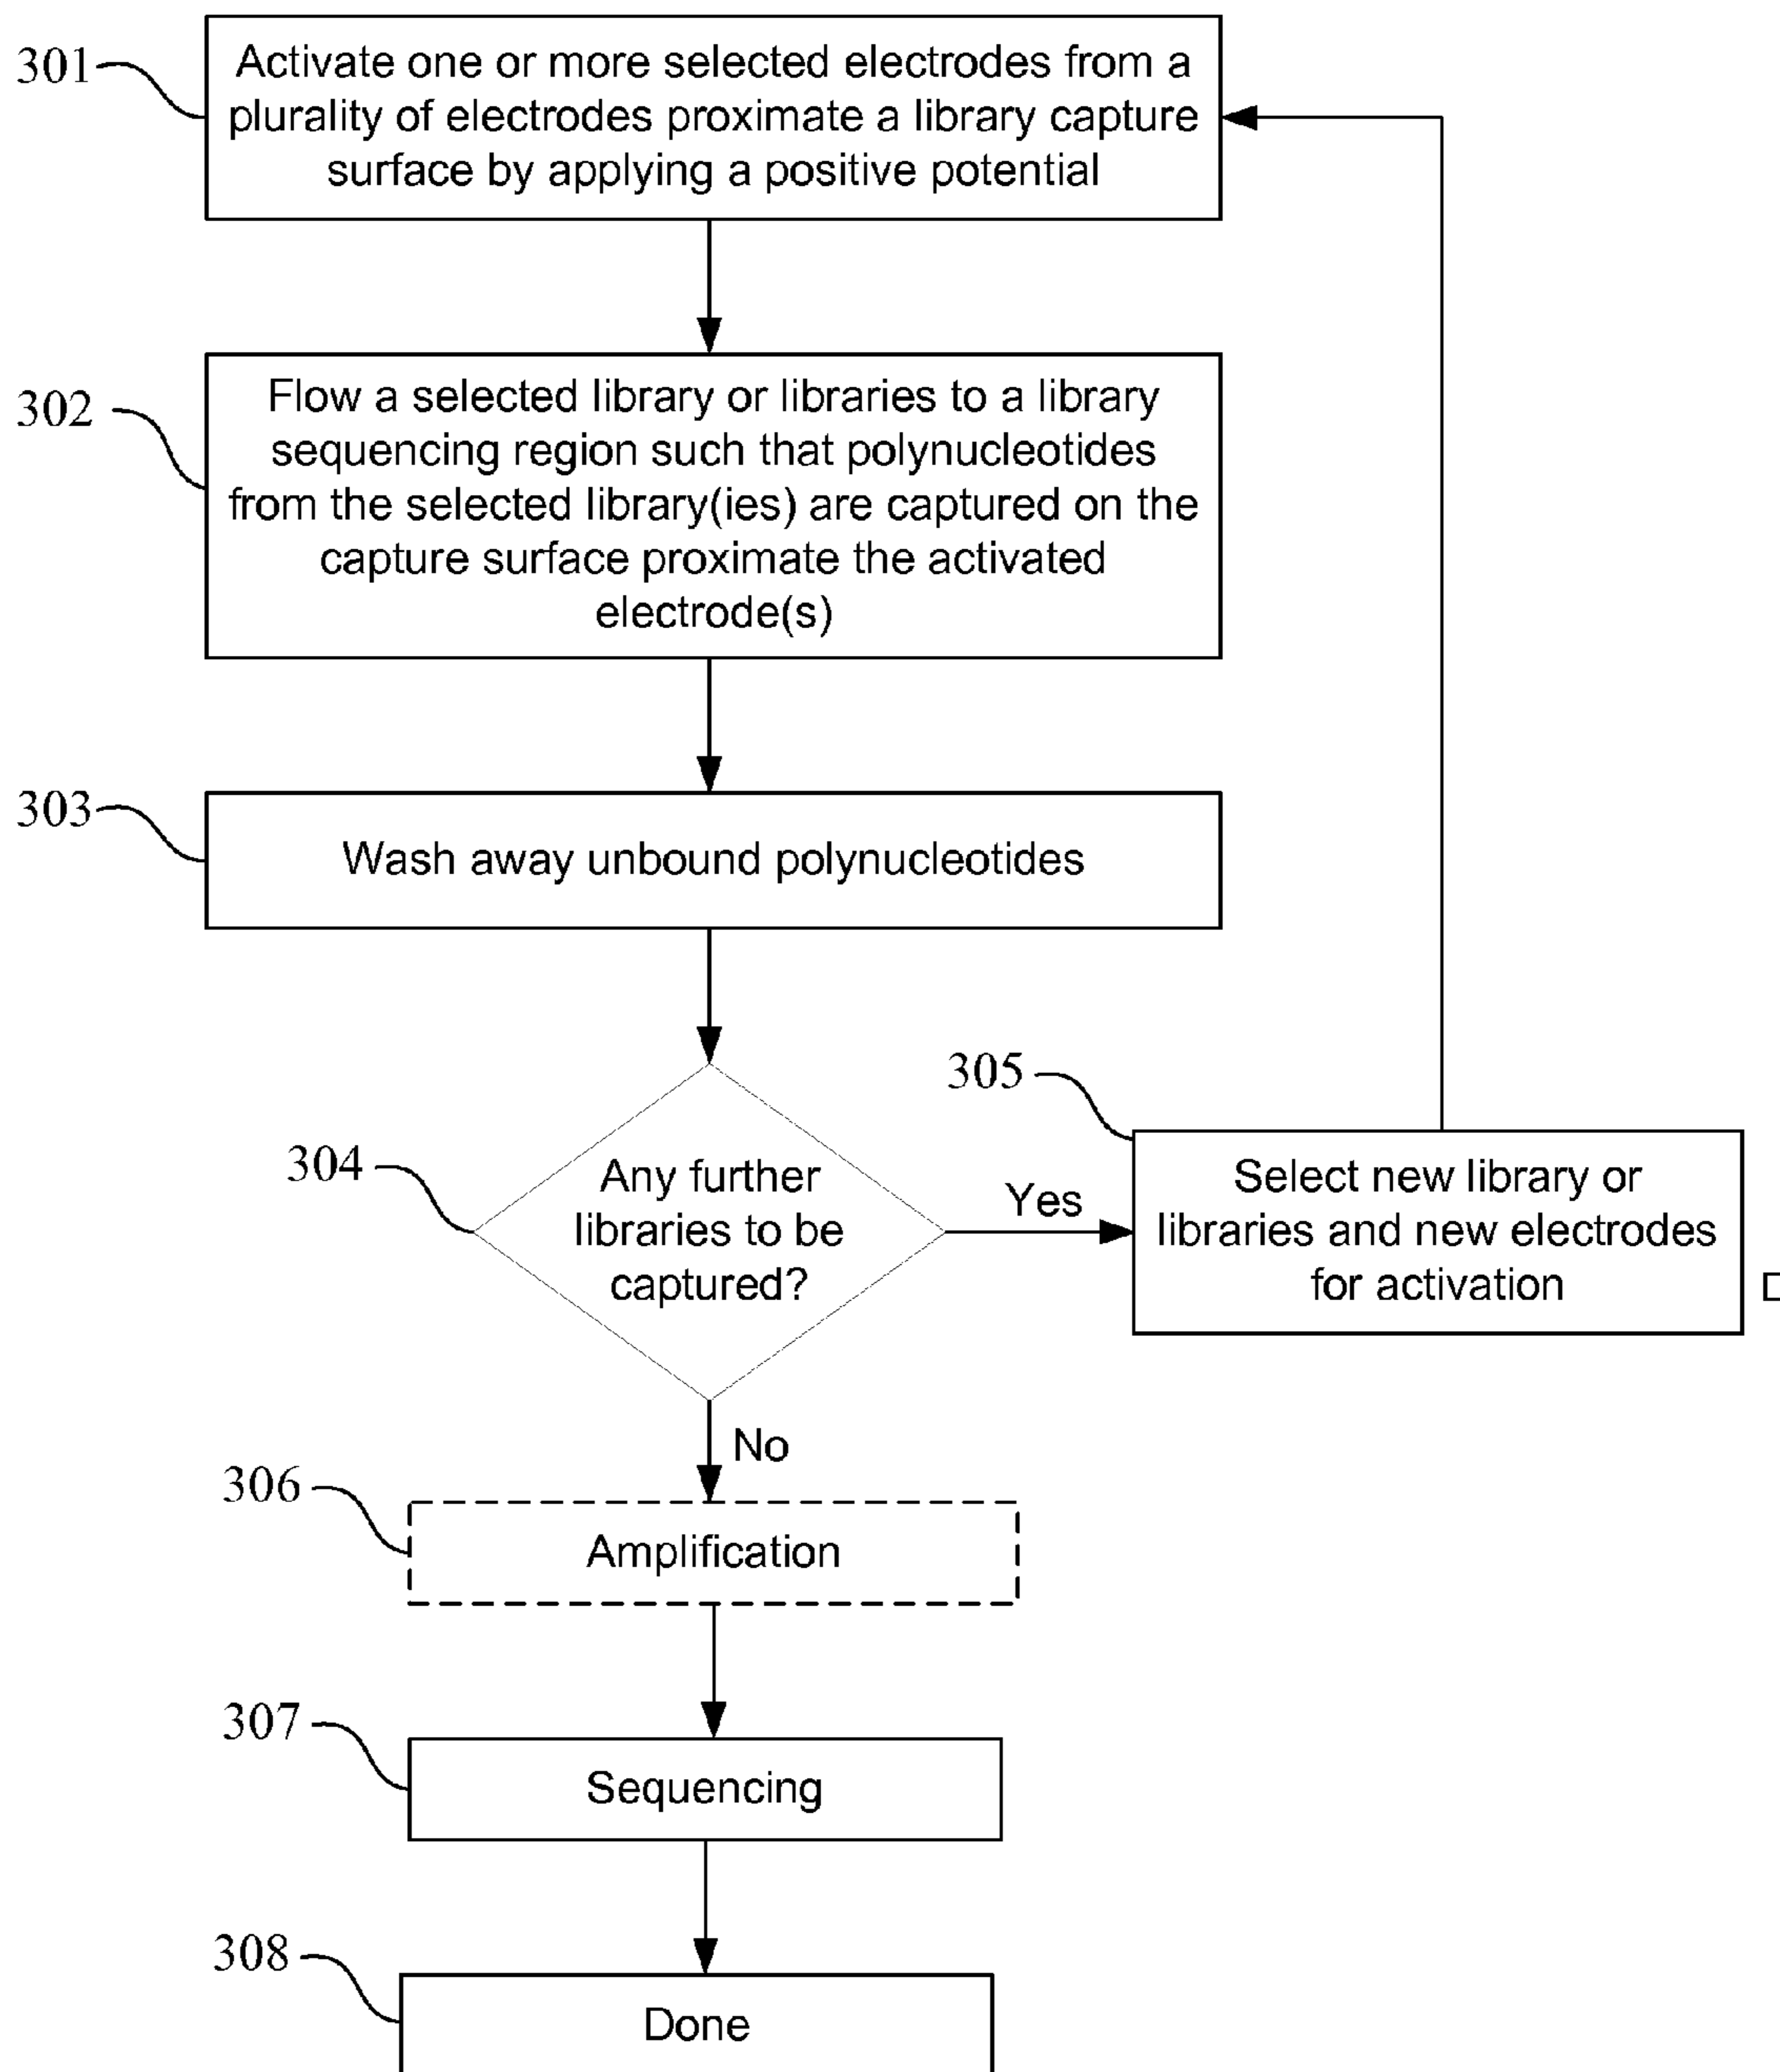 301
Activate one or more selected electrodes from a
plurality of electrodes proximate a library capture
surface by applying a positive potential
302
Flow a selected library or libraries to a library
sequencing region such that polynucleotides
from the selected library(ies) are captured on the
capture surface proximate the activated
electrode(s)
303
Wash away unbound polynucleotides
304
Any further
libraries to be
captured?
Yes
305
Select new library or
libraries and new electrodes
for activation
No
306
Amplification
307
Sequencing
308
Done